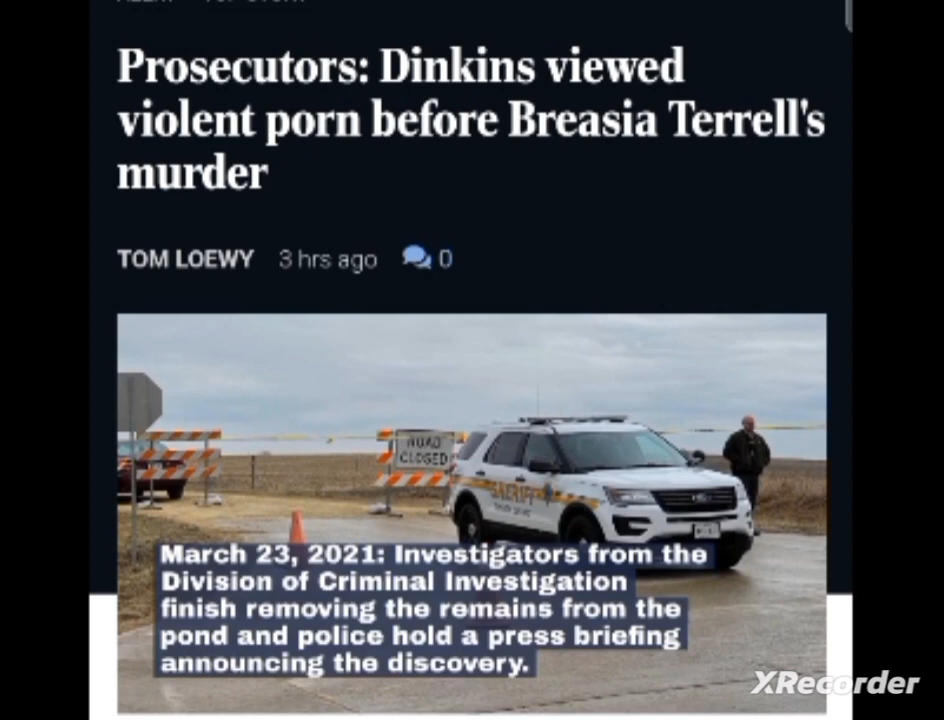 Prosecutors: Dinkins viewed
violent porn before Breasia Terrell's
murder
TOM LOEWY 3 hrs ago 0
ROAD
CLOSED
SHERIFF
March 23, 2021: Investigators from the
Division of Criminal Investigation
finish removing the remains from the
pond and police hold a press briefing
announcing the discovery.
XRecorder